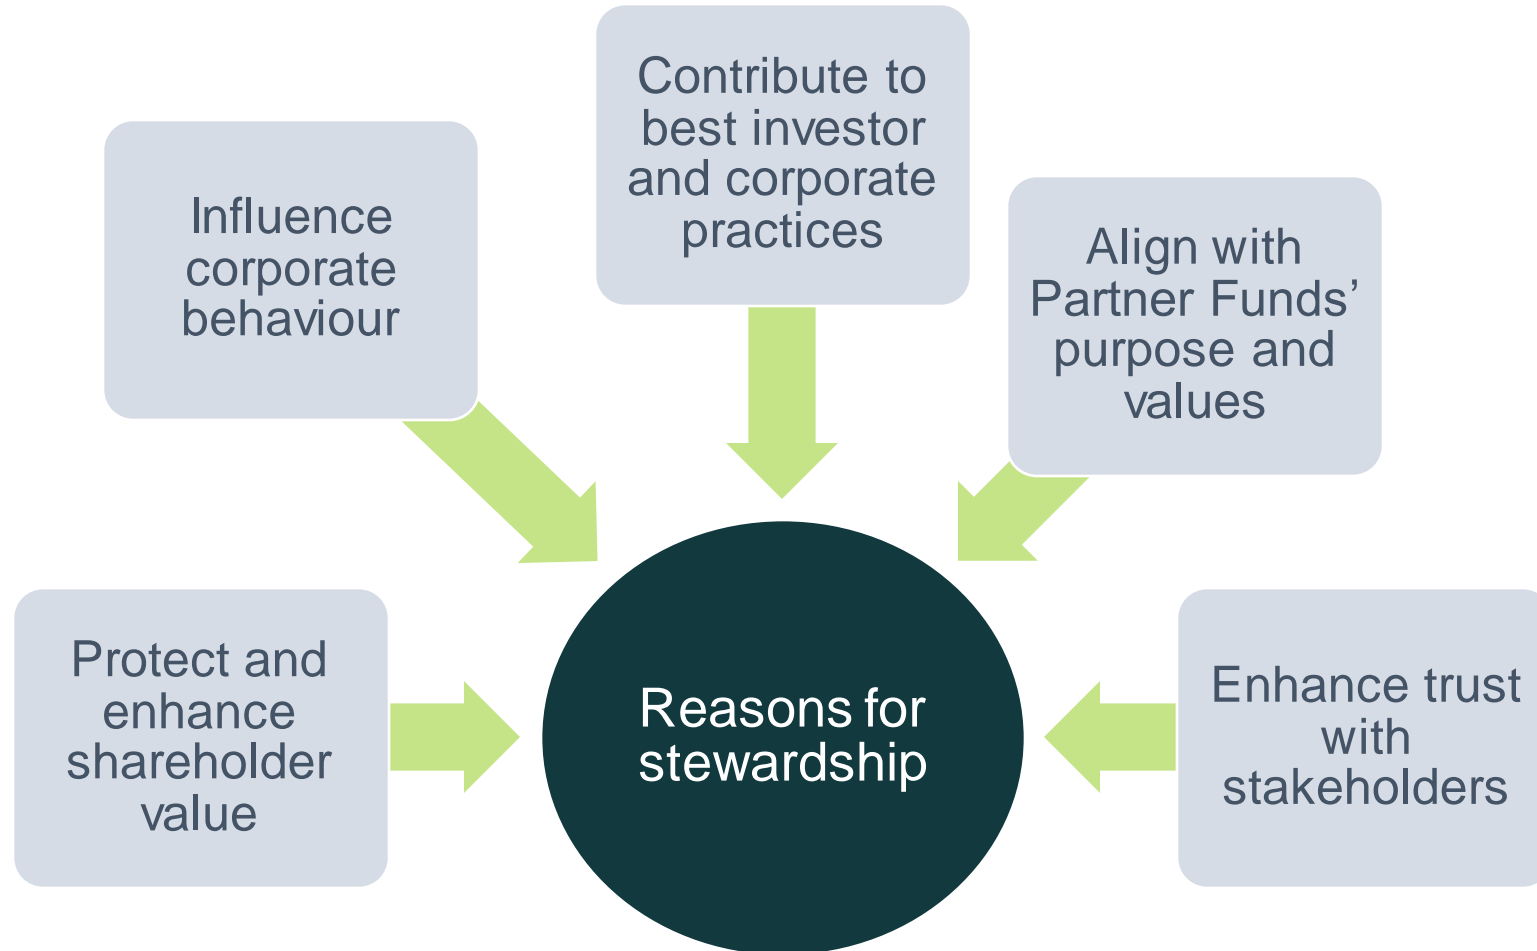 Contribute to
best investor
and corporate
practices
Influence
corporate
behaviour
Align with
Partner Funds’
purpose and
values
Protect and
enhance
shareholder
value
Reasons for
stewardship
Enhance trust
with
stakeholders